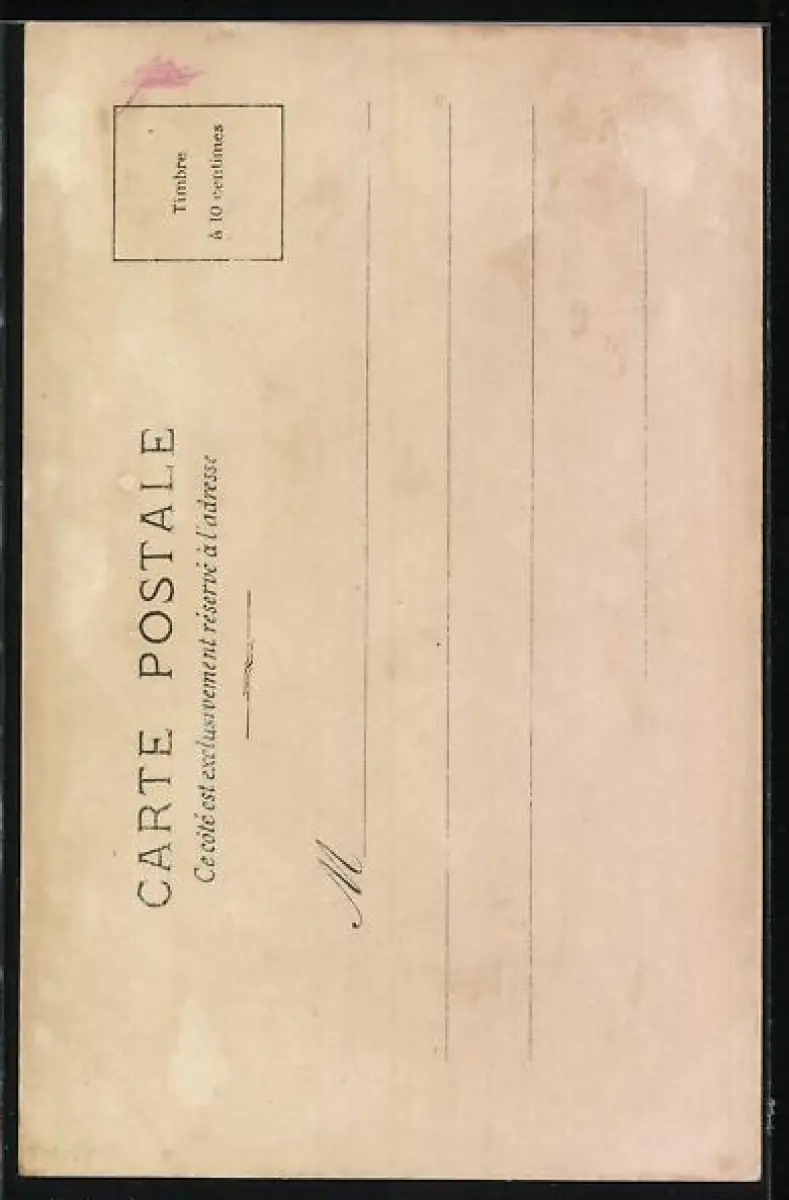 Timbre
à 10 centimes
CARTE POSTALE
Ce côté est exclusivement réservé à l'adresse
M